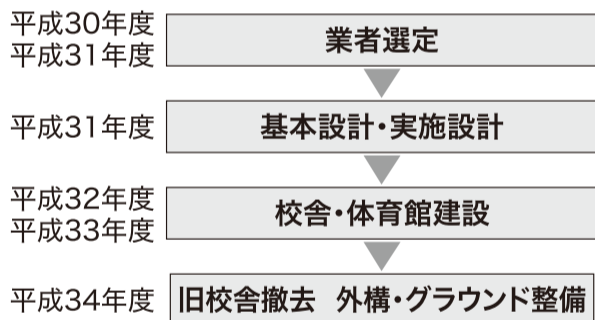 平成30年度
平成31年度
業者選定
平成31年度
基本設計・実施設計
平成32年度
平成33年度
校舎・体育館建設
平成34年度
旧校舎撤去 外構・グラウンド整備